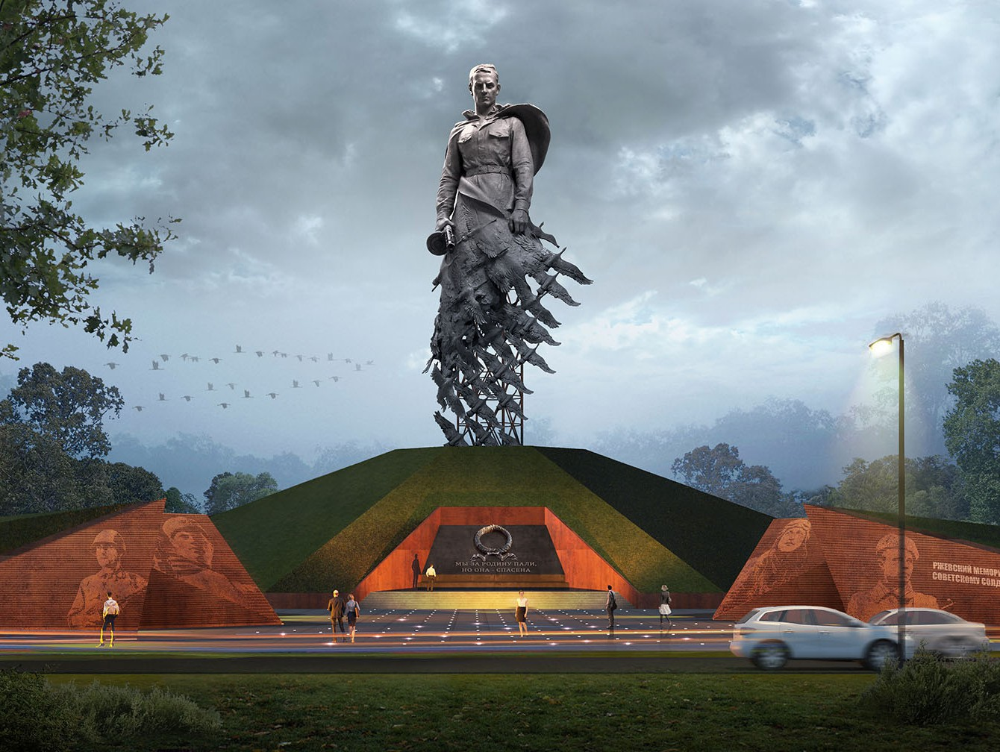 МЫ ЗА РОДИНУ ПАЛИ,
НО ОНА – СПАСЕНА
РЖЕВСКИЙ МЕМОР
СОВЕТСКОМУ СОЛД